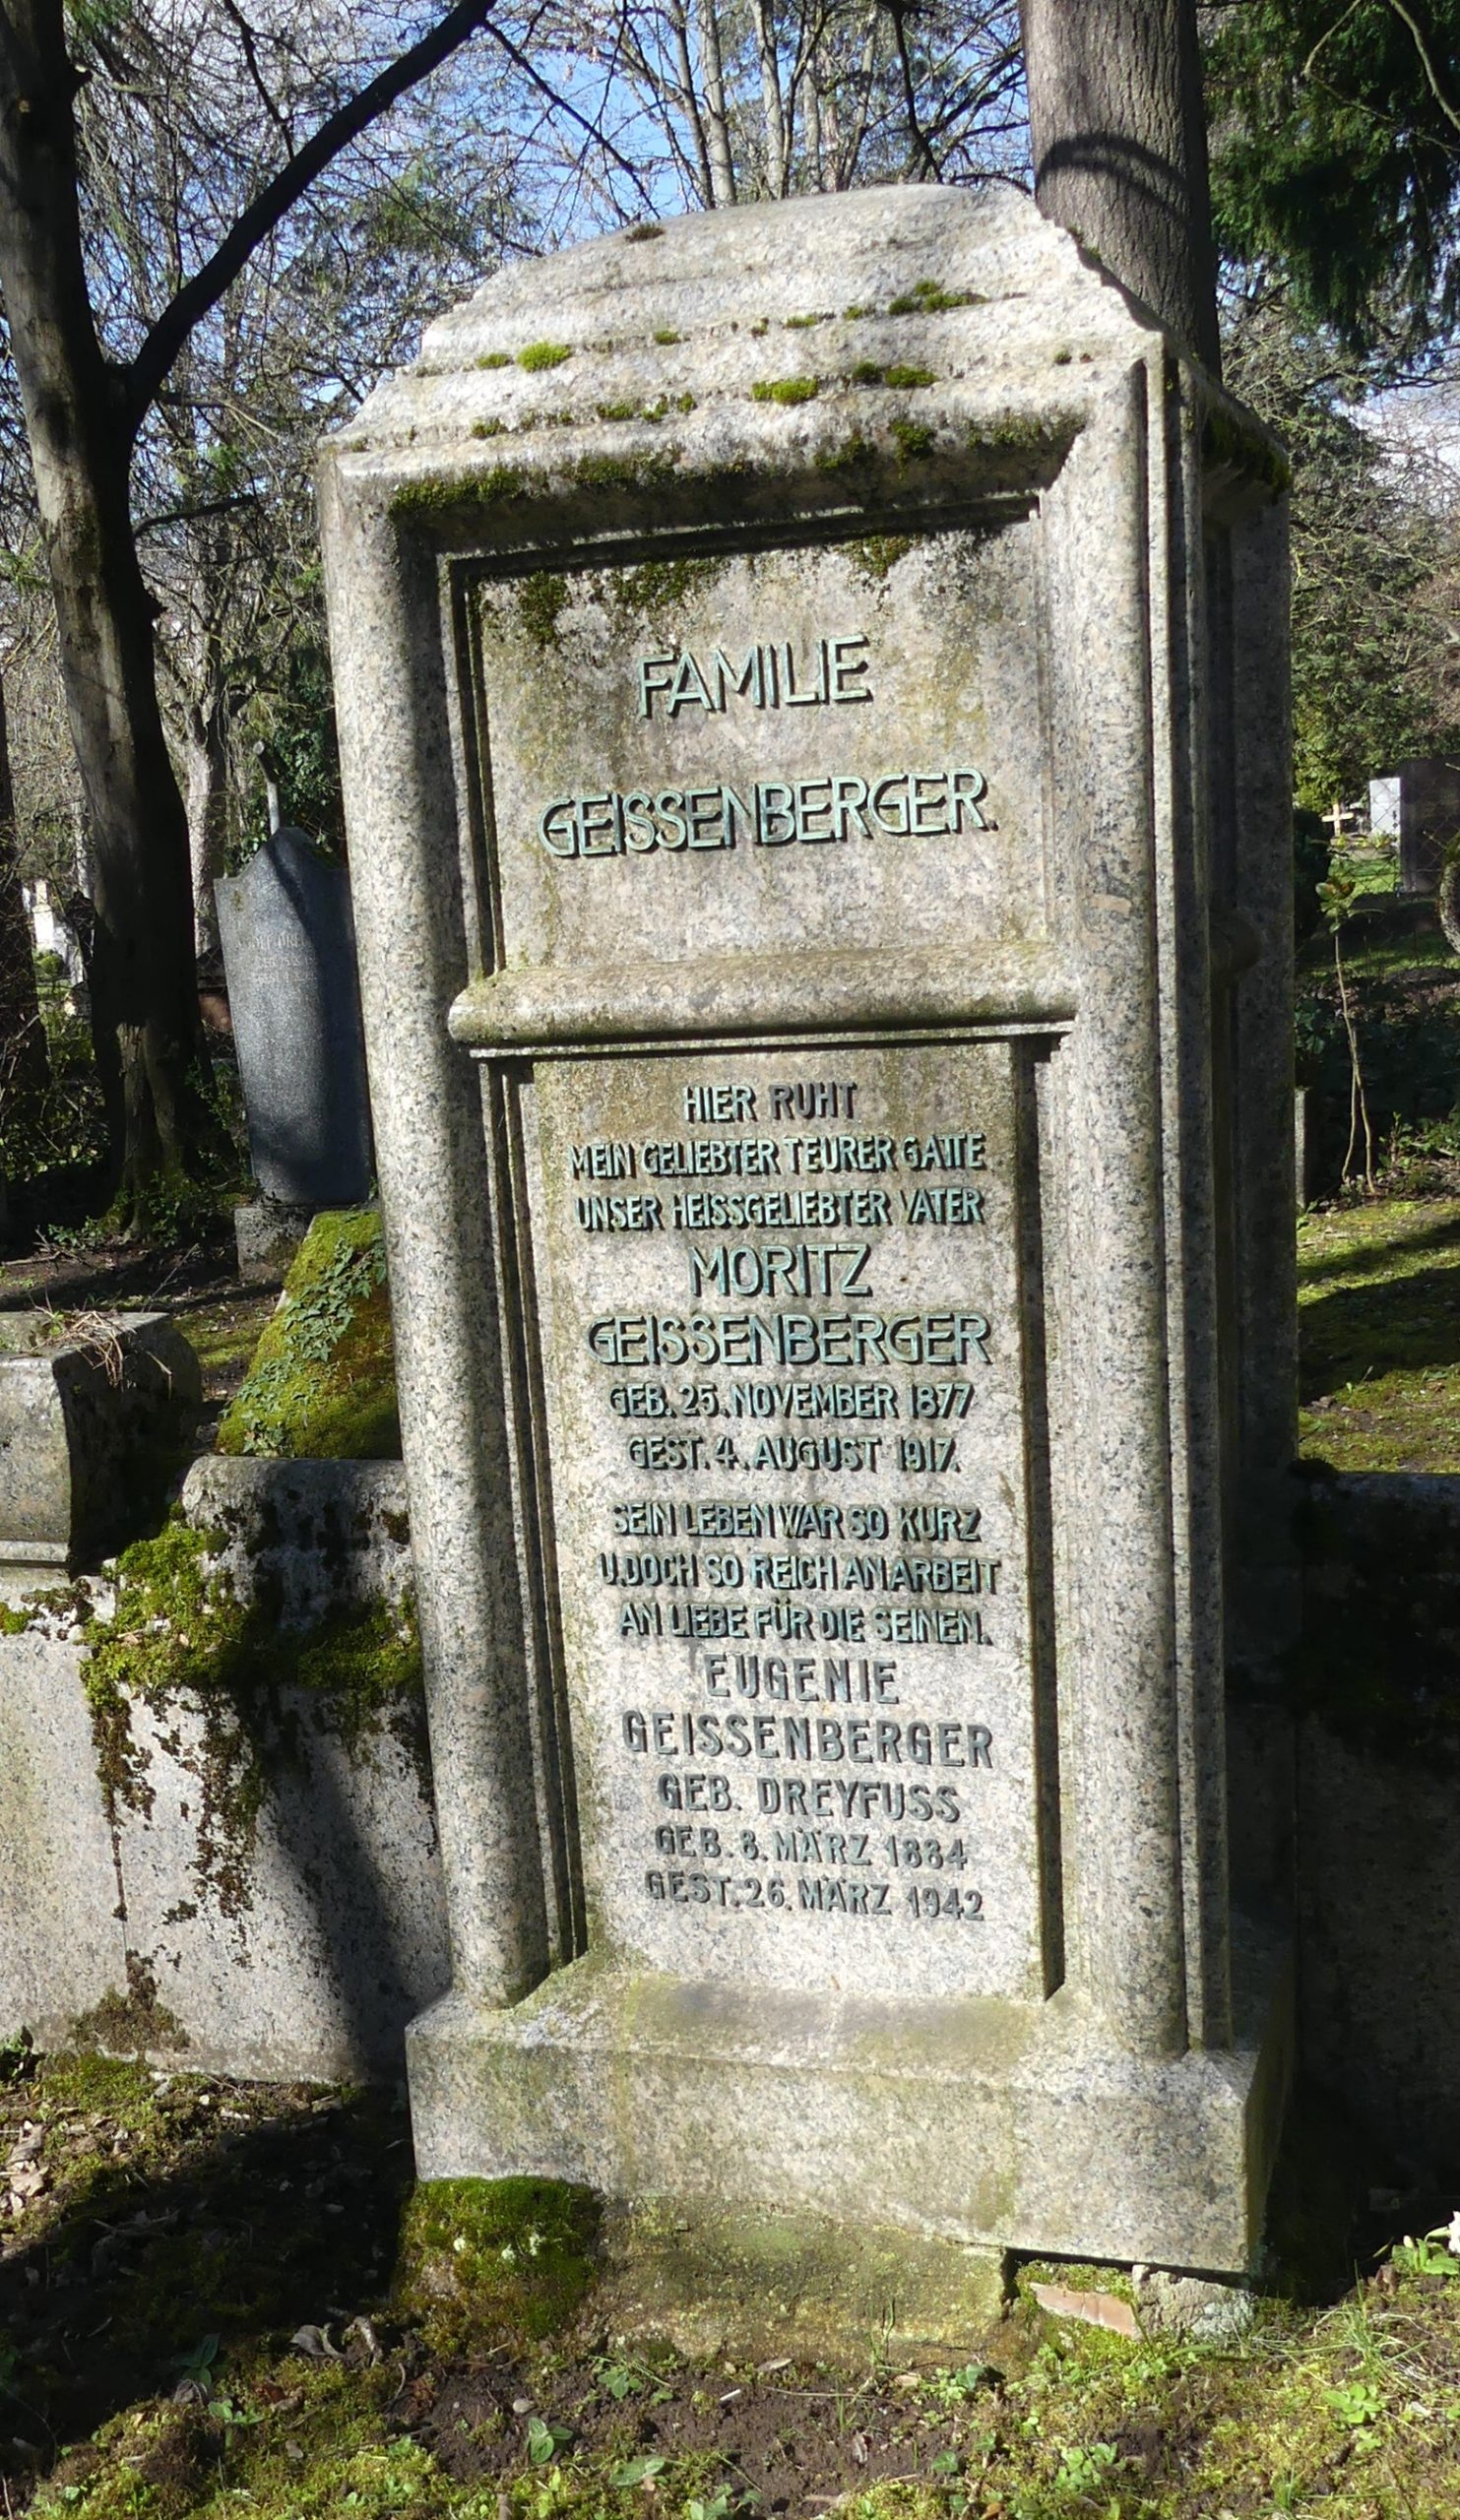 FAMILIE
GEISSENBERGER.
HIER RUHT
MEIN GELIEBTER TEURER GATTE
UNSER HEISSGELIEBTER VATER
MORITZ
GEISSENBERGER
GEB. 25. NOVEMBER 1877
GEST. 4. AUGUST 1917.
SEIN LEBEN WAR SO KURZ
U. DOCH SO REICH AN ARBEIT
AN LIEBE FÜR DIE SEINEN.
EUGENIE
GEISSENBERGER
GEB. DREYFUSS
GEB. 8. MÄRZ 1884
GEST. 26. MÄRZ 1942